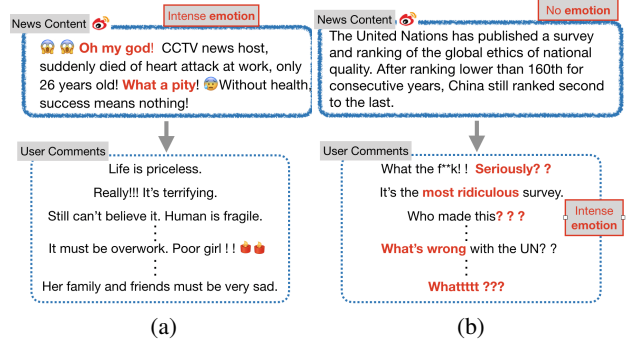 News Content
Intense emotion
😱 😱 Oh my god! CCTV news host,
suddenly died of heart attack at work, only
26 years old! What a pity! 😰Without health,
success means nothing!
User Comments
Life is priceless.
Really!!! It's terrifying.
Still can't believe it. Human is fragile.
It must be overwork. Poor girl ! !
Her family and friends must be very sad.
(a)
News Content
No emotion
The United Nations has published a survey
and ranking of the global ethics of national
quality. After ranking lower than 160th for
consecutive years, China still ranked second
to the last.
User Comments
What the f**k! ! Seriously? ?
It's the most ridiculous survey.
Who made this? ? ?
What's wrong with the UN? ?
Whattttt ???
Intense
emotion
(b)